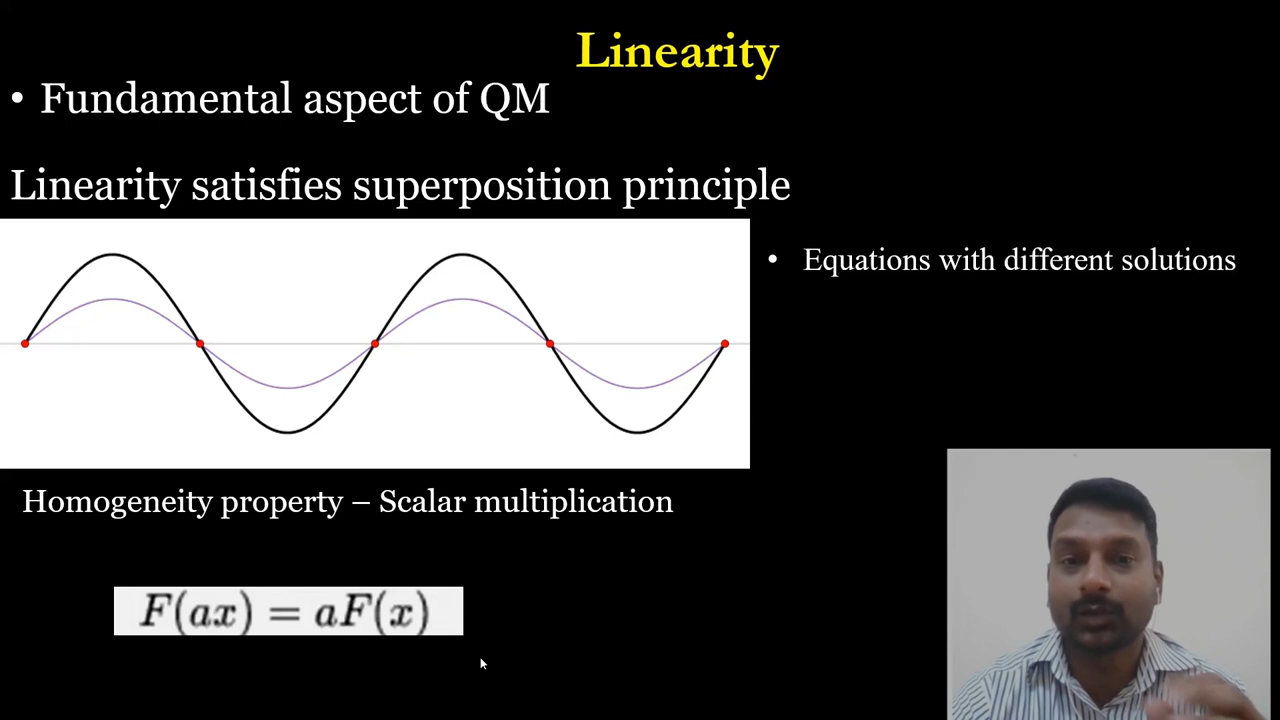 Linearity
• Fundamental aspect of QM
Linearity satisfies superposition principle
• Equations with different solutions
Homogeneity property – Scalar multiplication
F(ax) = aF(x)